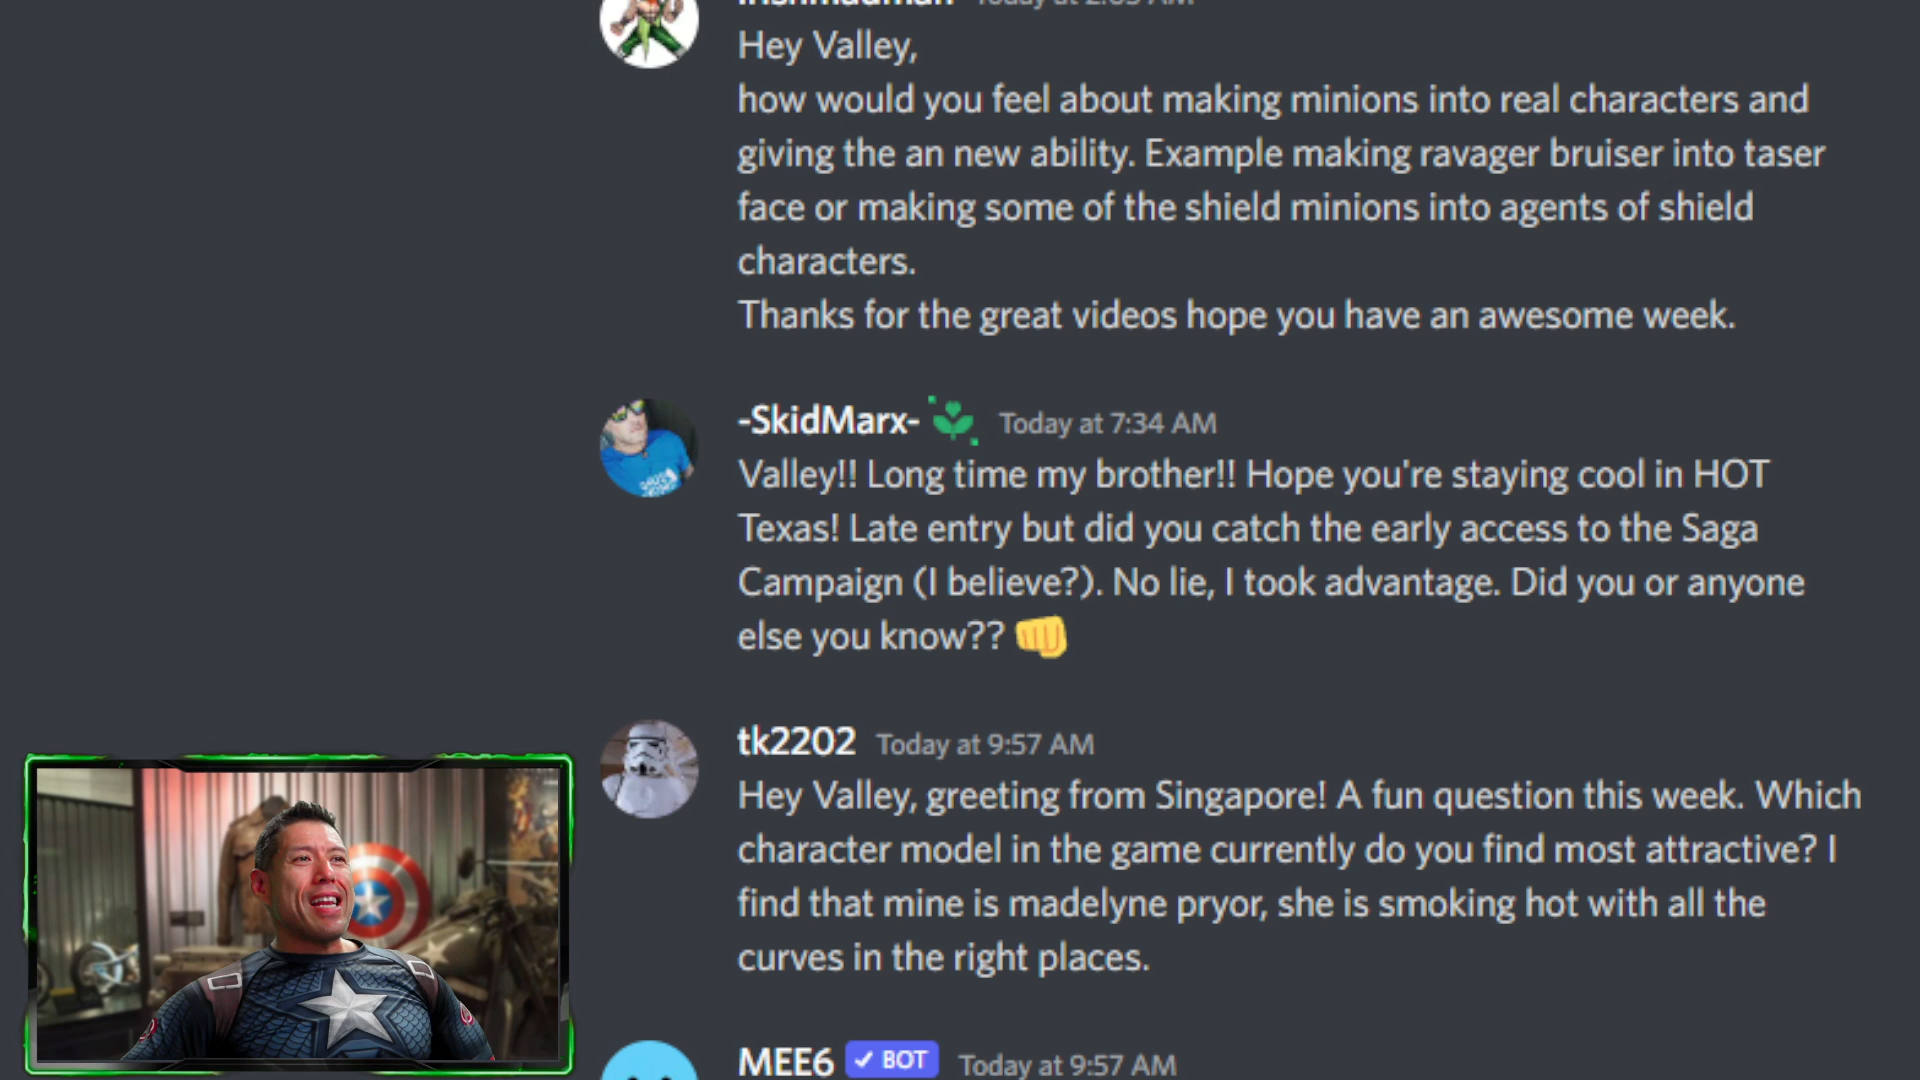 Hey Valley,
how would you feel about making minions into real characters and
giving the an new ability. Example making ravager bruiser into taser
face or making some of the shield minions into agents of shield
characters.
Thanks for the great videos hope you have an awesome week.
-SkidMarx- Today at 7:34 AM
Valley!! Long time my brother!! Hope you're staying cool in HOT
Texas! Late entry but did you catch the early access to the Saga
Campaign (I believe?). No lie, I took advantage. Did you or anyone
else you know??
tk2202 Today at 9:57 AM
Hey Valley, greeting from Singapore! A fun question this week. Which
character model in the game currently do you find most attractive? I
find that mine is madelyne pryor, she is smoking hot with all the
curves in the right places.
MEE6 BOT Today at 9:57 AM